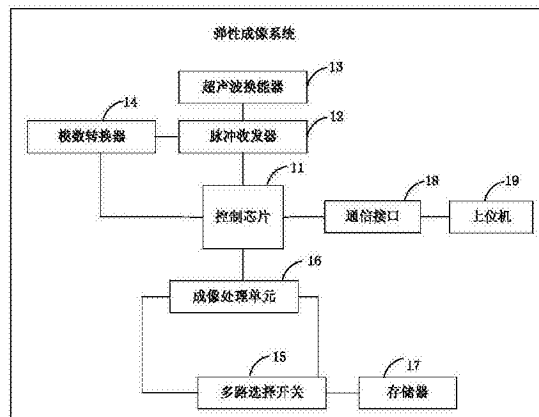 弹性成像系统
13
超声波换能器
14
12
模数转换器
脉冲收发器
11
18
19
控制芯片
通信接口
上位机
16
成像处理单元
15
17
多路选择开关
存储器